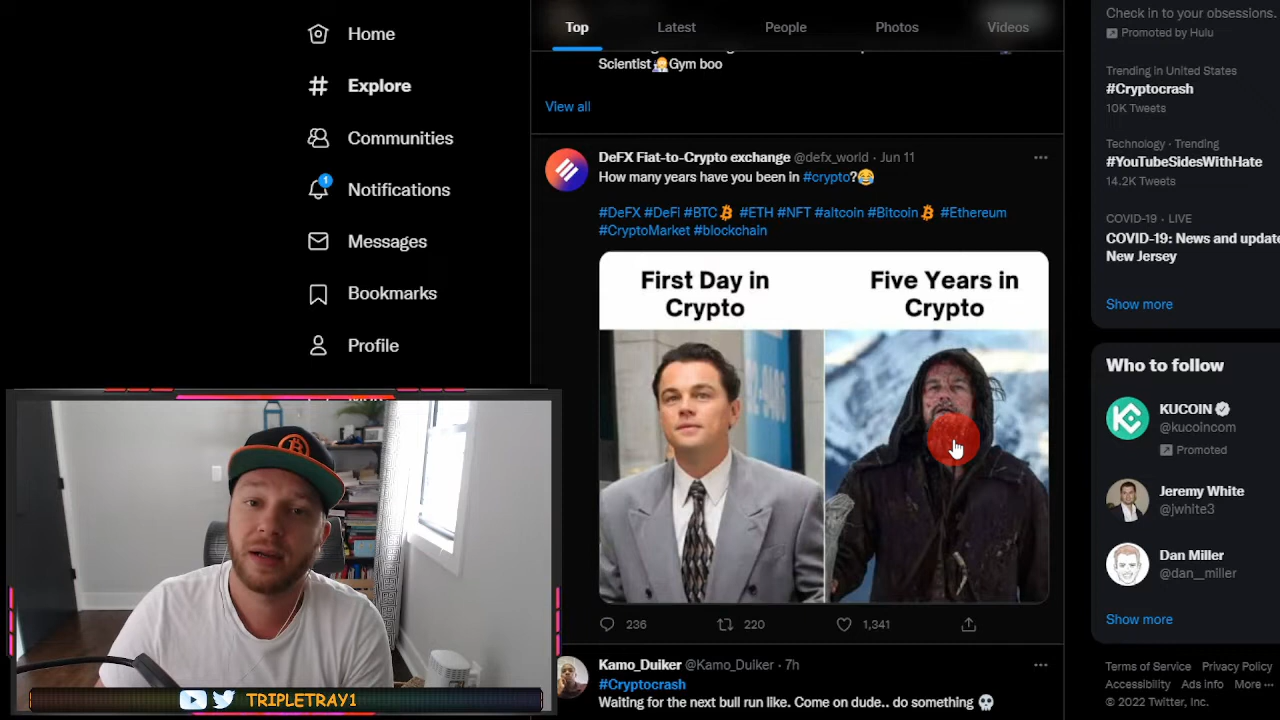 Home
Explore
Communities
1
Notifications
Messages
Bookmarks
Profile
Top
Latest
People
Photos
Videos
Scientist👩‍🔬Gym boo
View all
DeFX Fiat-to-Crypto exchange @defx_world · Jun 11
How many years have you been in #crypto?😂
#DeFX #DeFi #BTC #ETH #NFT #altcoin #Bitcoin #Ethereum
#CryptoMarket #blockchain
First Day in
Crypto
Five Years in
Crypto
236
220
1,341
Kamo_Duiker @Kamo_Duiker · 7h
#Cryptocrash
Waiting for the next bull run like. Come on dude.. do something 💀
Check in to your obsessions.
Promoted by Hulu
Trending in United States
#Cryptocrash
10K Tweets
Technology · Trending
#YouTubeSidesWithHate
14.2K Tweets
COVID-19 · LIVE
COVID-19: News and update
New Jersey
Show more
Who to follow
KUCOIN
@kucoincom
Promoted
Jeremy White
@jwhite3
Dan Miller
@dan__miller
Show more
Terms of Service Privacy Policy
Accessibility Ads info More ···
© 2022 Twitter, Inc.
TRIPLETRAY1